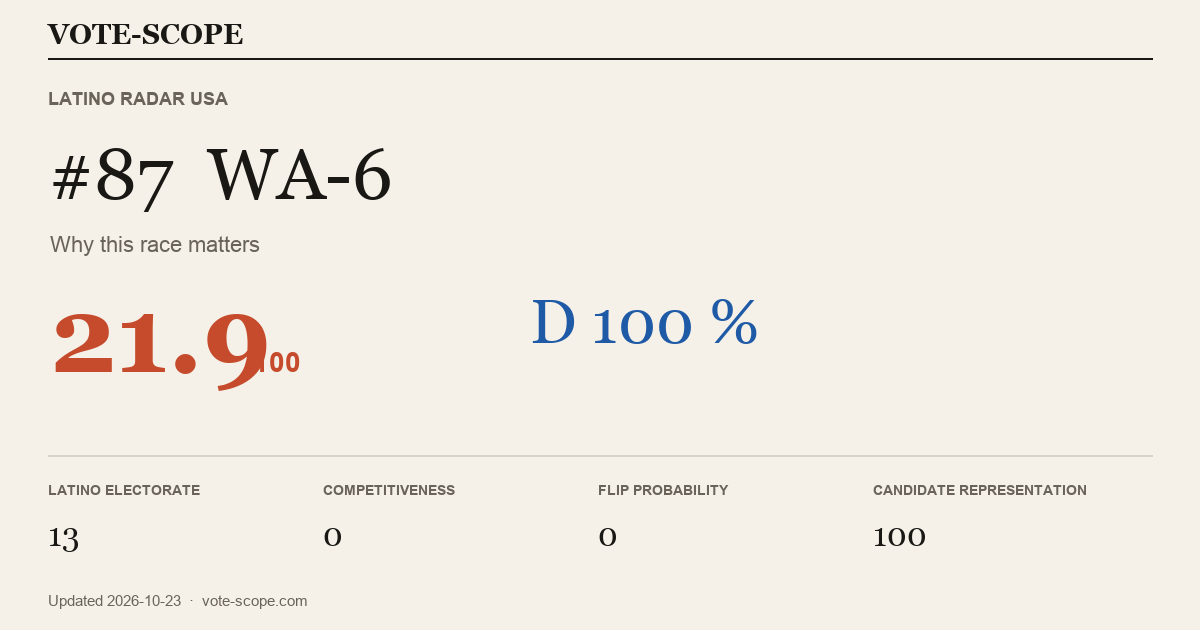 VOTE-SCOPE
LATINO RADAR USA
#87 WA-6
Why this race matters
21.9
D 100 %
LATINO ELECTORATE
COMPETITIVENESS
FLIP PROBABILITY
CANDIDATE REPRESENTATION
13
0
0
100
Updated 2026-10-23 · vote-scope.com